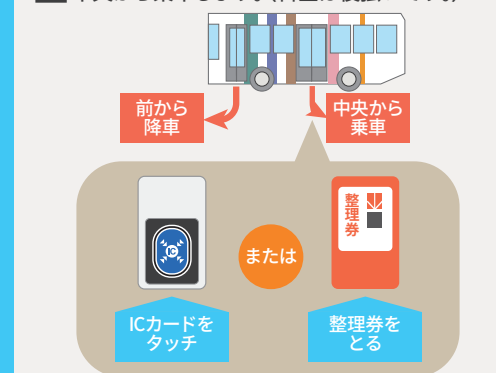 前から
降車
中央から
乗車
整理券
IC
または
ICカードを
タッチ
整理券を
とる